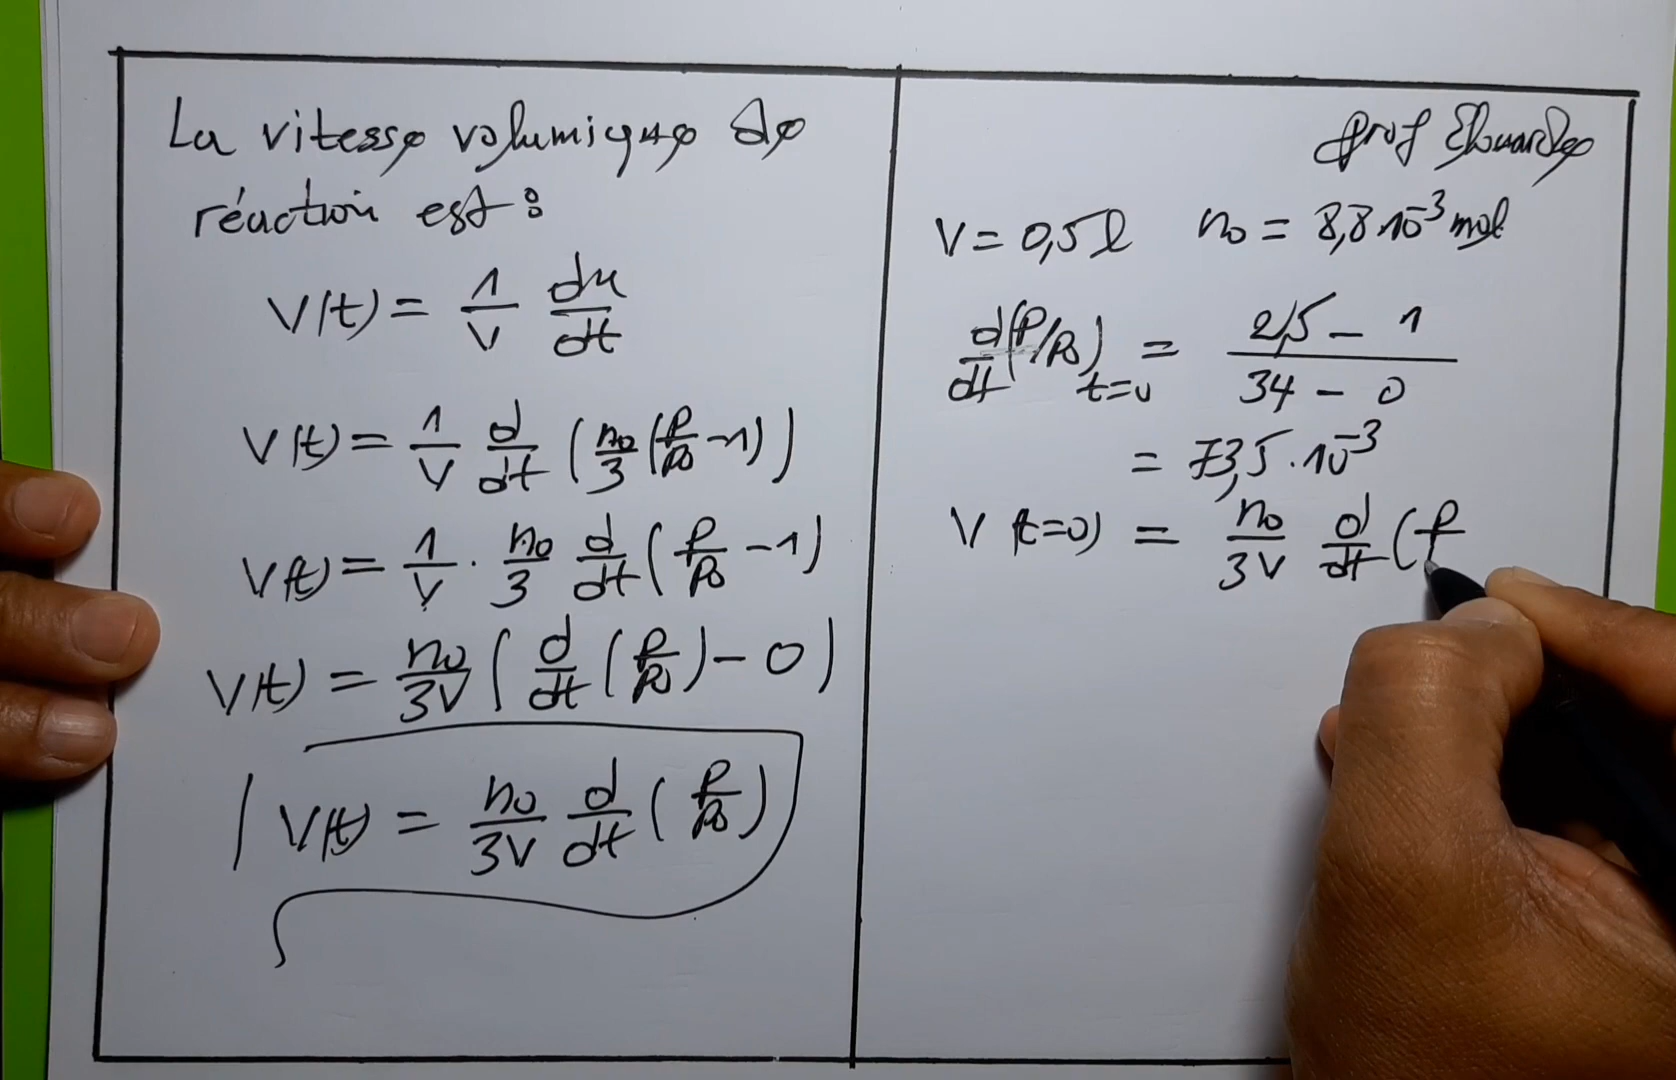 La vitesse volumique de
réaction est :
V(t) = 1/V dx/dt
V(t) = 1/V d/dt (n0/3 (P/P0 - 1))
V(t) = 1/V · n0/3 d/dt (P/P0 - 1)
V(t) = n0/3V (d/dt (P/P0) - 0)
V(t) = n0/3V d/dt (P/P0)
Prof
V = 0,5 l n0 = 8,8.10^-3 mol
d/dt (P/P0)t=0 = (2,5 - 1)/(34 - 0)
= 73,5 . 10^-3
V (t=0) = n0/3V d/dt (P